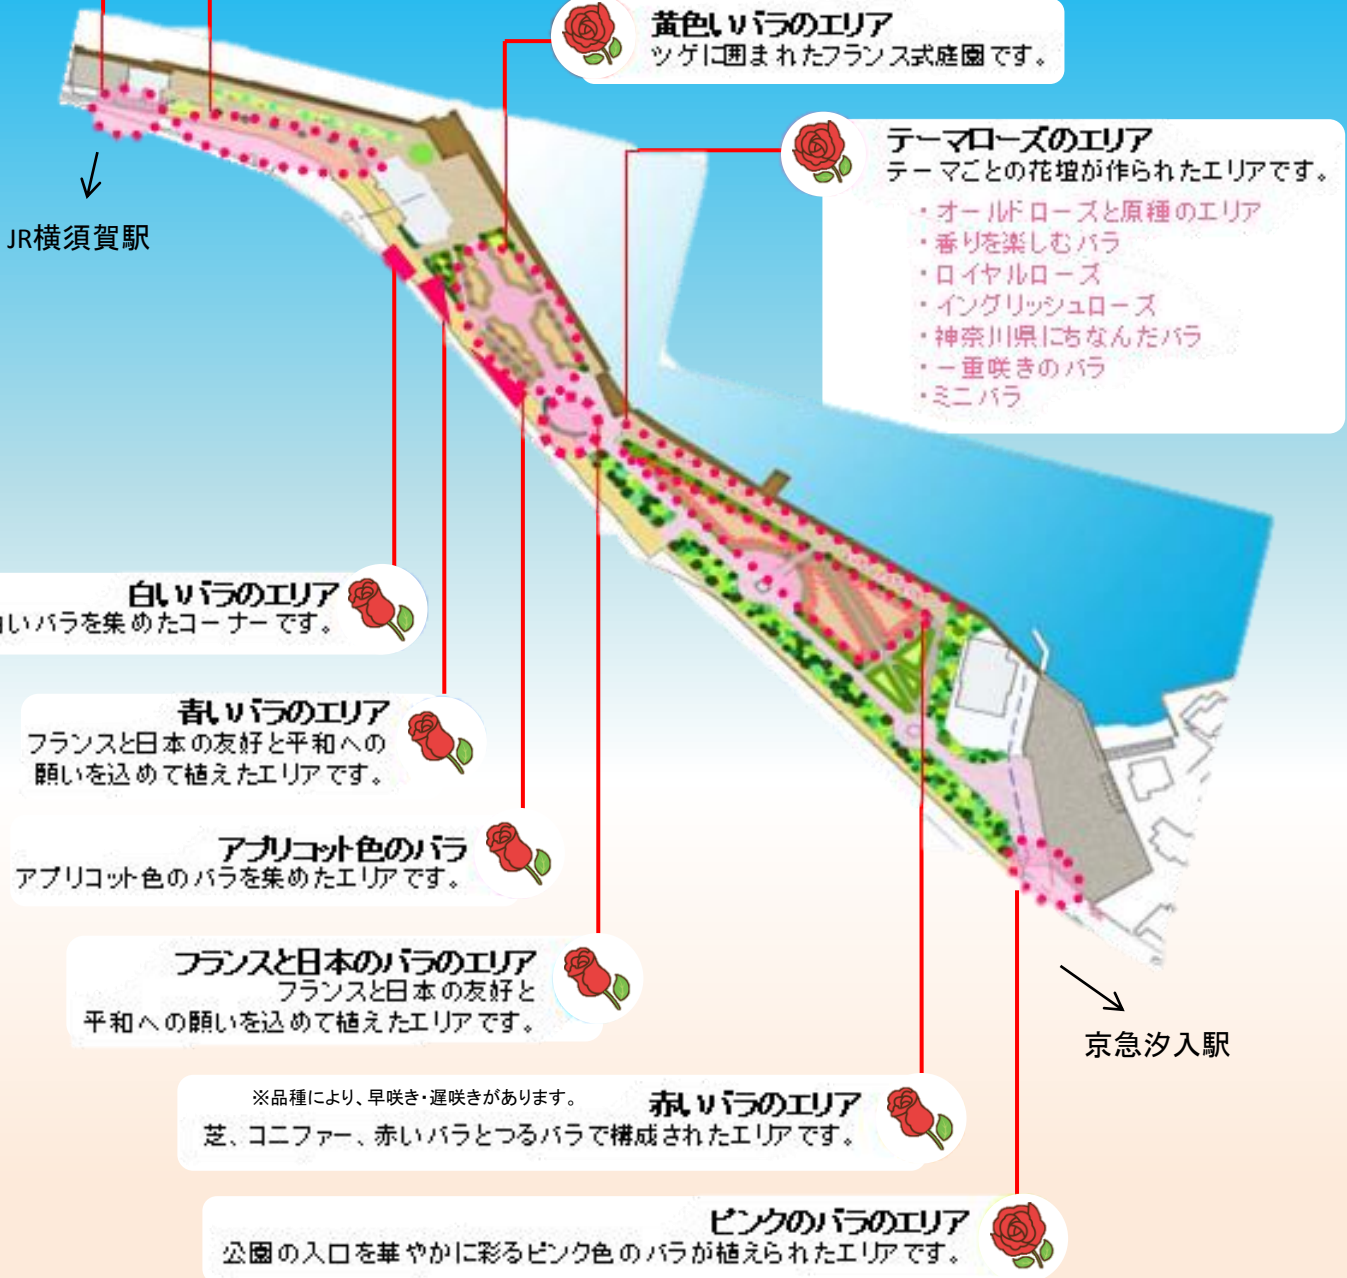 黄色いバラのエリア
ツゲに囲まれたフランス式庭園です。
テーマローズのエリア
テーマごとの花壇が作られたエリアです。
・オールドローズと原種のエリア
・香りを楽しむバラ
・ロイヤルローズ
・イングリッシュローズ
・神奈川県にちなんだバラ
・一重咲きのバラ
・ミニバラ
JR横須賀駅
白いバラのエリア
いバラを集めたコーナーです。
青いバラのエリア
フランスと日本の友好と平和への
願いを込めて植えたエリアです。
アプリコット色のバラ
アプリコット色のバラを集めたエリアです。
フランスと日本のバラのエリア
フランスと日本の友好と
平和への願いを込めて植えたエリアです。
京急汐入駅
※品種により、早咲き・遅咲きがあります。
赤いバラのエリア
芝、コニファー、赤いバラとつるバラで構成されたエリアです。
ピンクのバラのエリア
公園の入口を華やかに彩るピンク色のバラが植えられたエリアです。